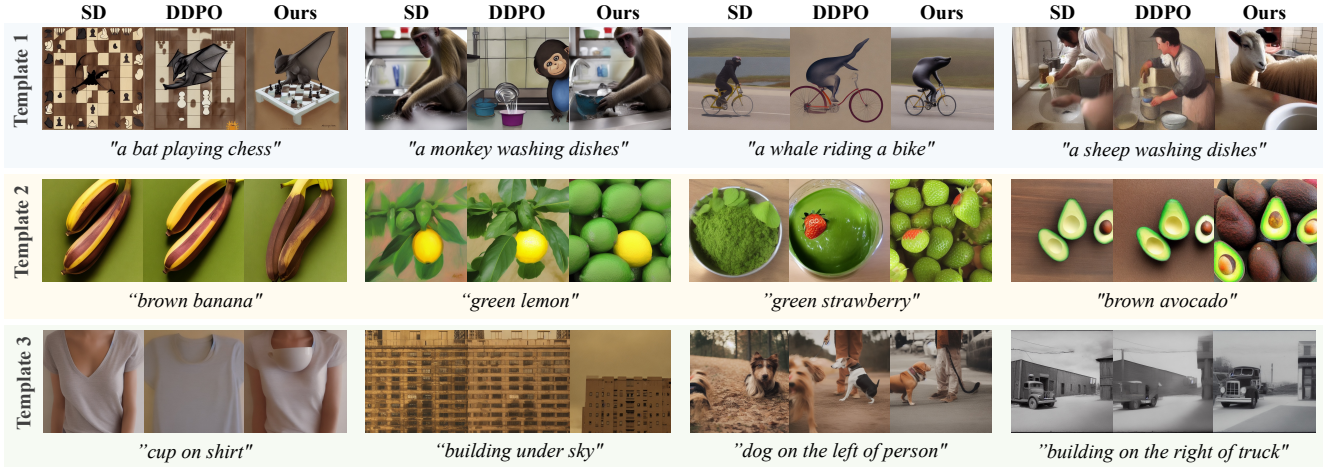 SD DDPO Ours SD DDPO Ours SD DDPO Ours SD DDPO Ours
Template 1
"a bat playing chess" "a monkey washing dishes" "a whale riding a bike" "a sheep washing dishes"
Template 2
“brown banana" “green lemon" ”green strawberry" "brown avocado"
Template 3
”cup on shirt" “building under sky" ”dog on the left of person" ”building on the right of truck"